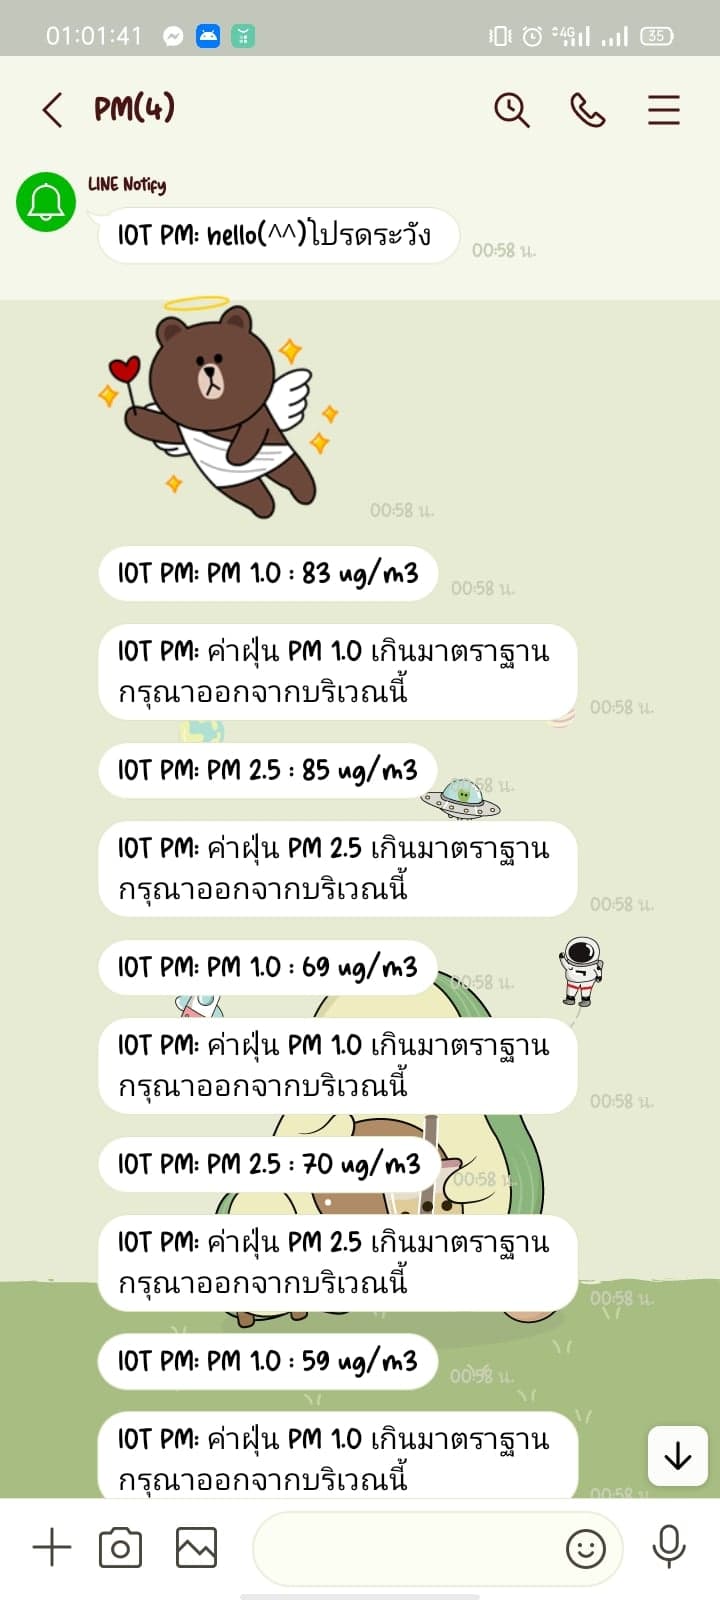 01:01:41
4G
35
PM(4)
LINE Notify
IOT PM: hello(^^)โปรดระวัง
00:58 น.
00:58 น.
IOT PM: PM 1.0 : 83 ug/m3
00:58 น.
IOT PM: ค่าฝุ่น PM 1.0 เกินมาตราฐาน
กรุณาออกจากบริเวณนี้
00:58 น.
IOT PM: PM 2.5 : 85 ug/m3
58 น.
IOT PM: ค่าฝุ่น PM 2.5 เกินมาตราฐาน
กรุณาออกจากบริเวณนี้
00:58 น.
IOT PM: PM 1.0 : 69 ug/m3
00:58 น.
IOT PM: ค่าฝุ่น PM 1.0 เกินมาตราฐาน
กรุณาออกจากบริเวณนี้
00:58 น.
IOT PM: PM 2.5 : 70 ug/m3
00:58 น.
IOT PM: ค่าฝุ่น PM 2.5 เกินมาตราฐาน
กรุณาออกจากบริเวณนี้
00:58 น.
IOT PM: PM 1.0 : 59 ug/m3
00:58 น.
IOT PM: ค่าฝุ่น PM 1.0 เกินมาตราฐาน
กรุณาออกจากบริเวณนี้
00:58 น.